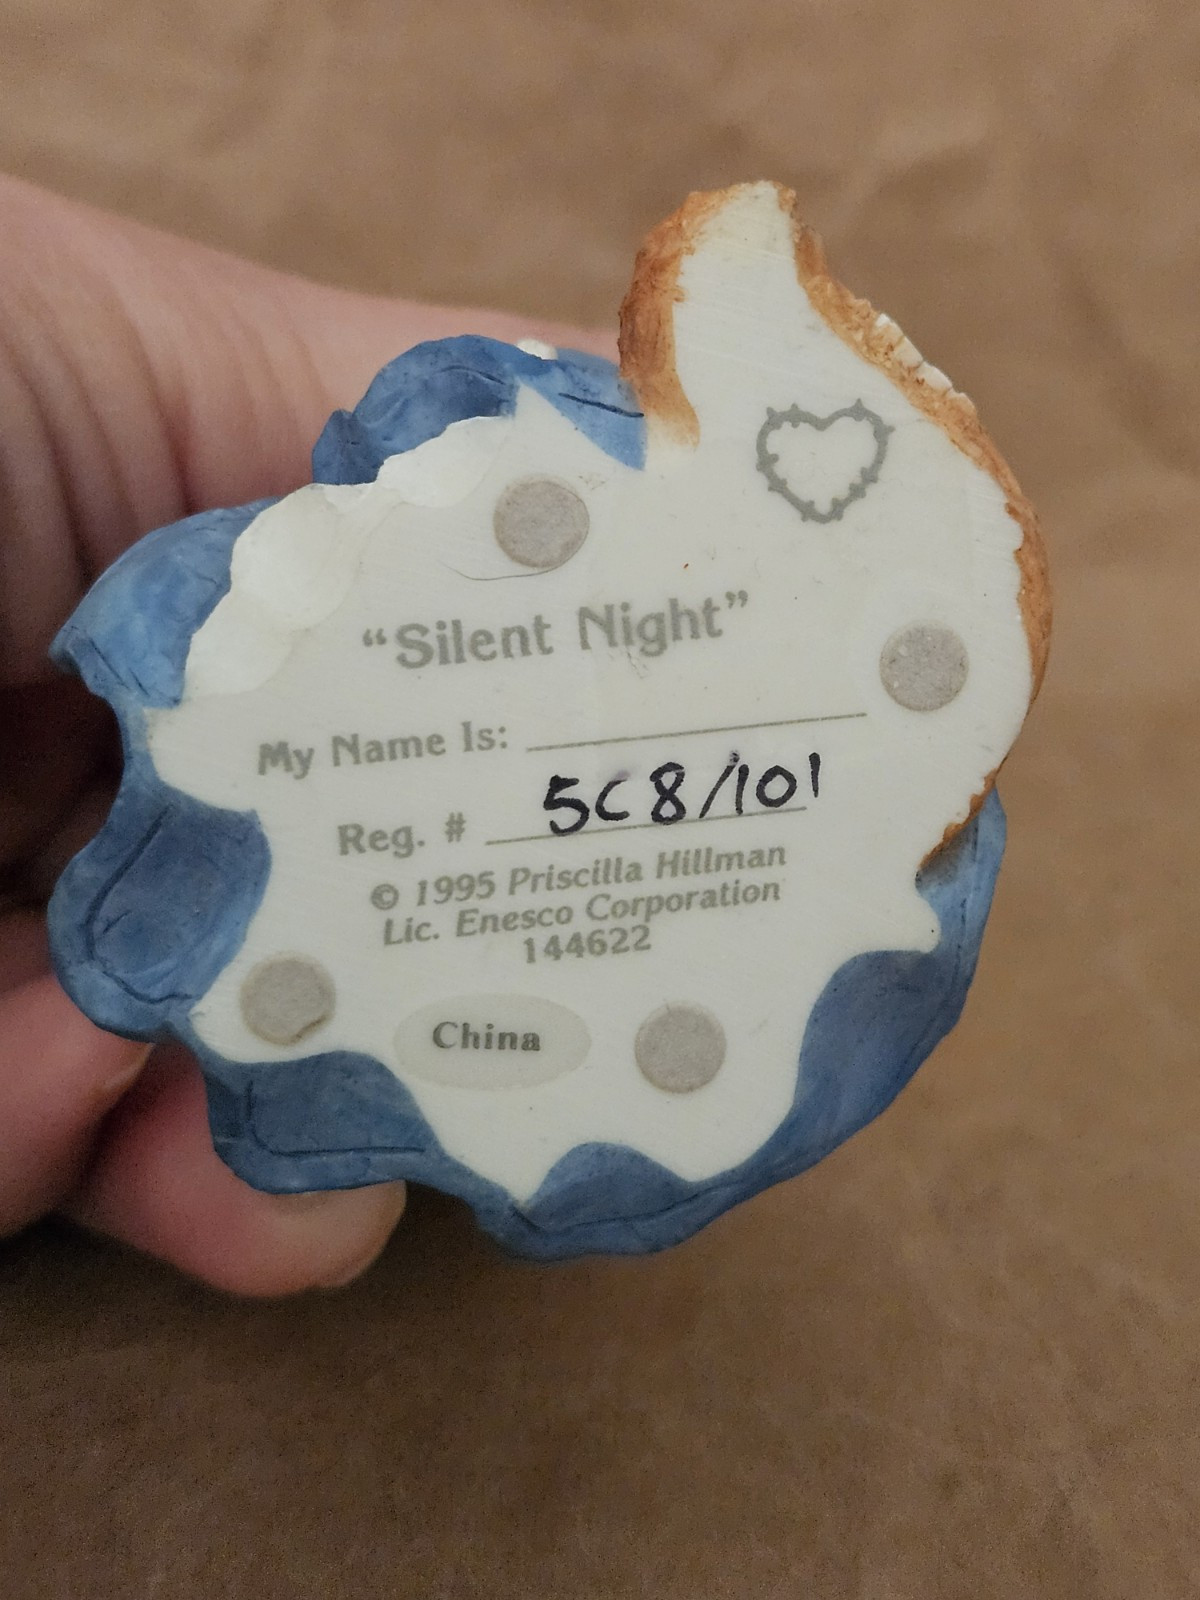 “Silent Night”
My Name Is:
Reg. # 5C8/101
© 1995 Priscilla Hillman
Lic. Enesco Corporation
144622
China